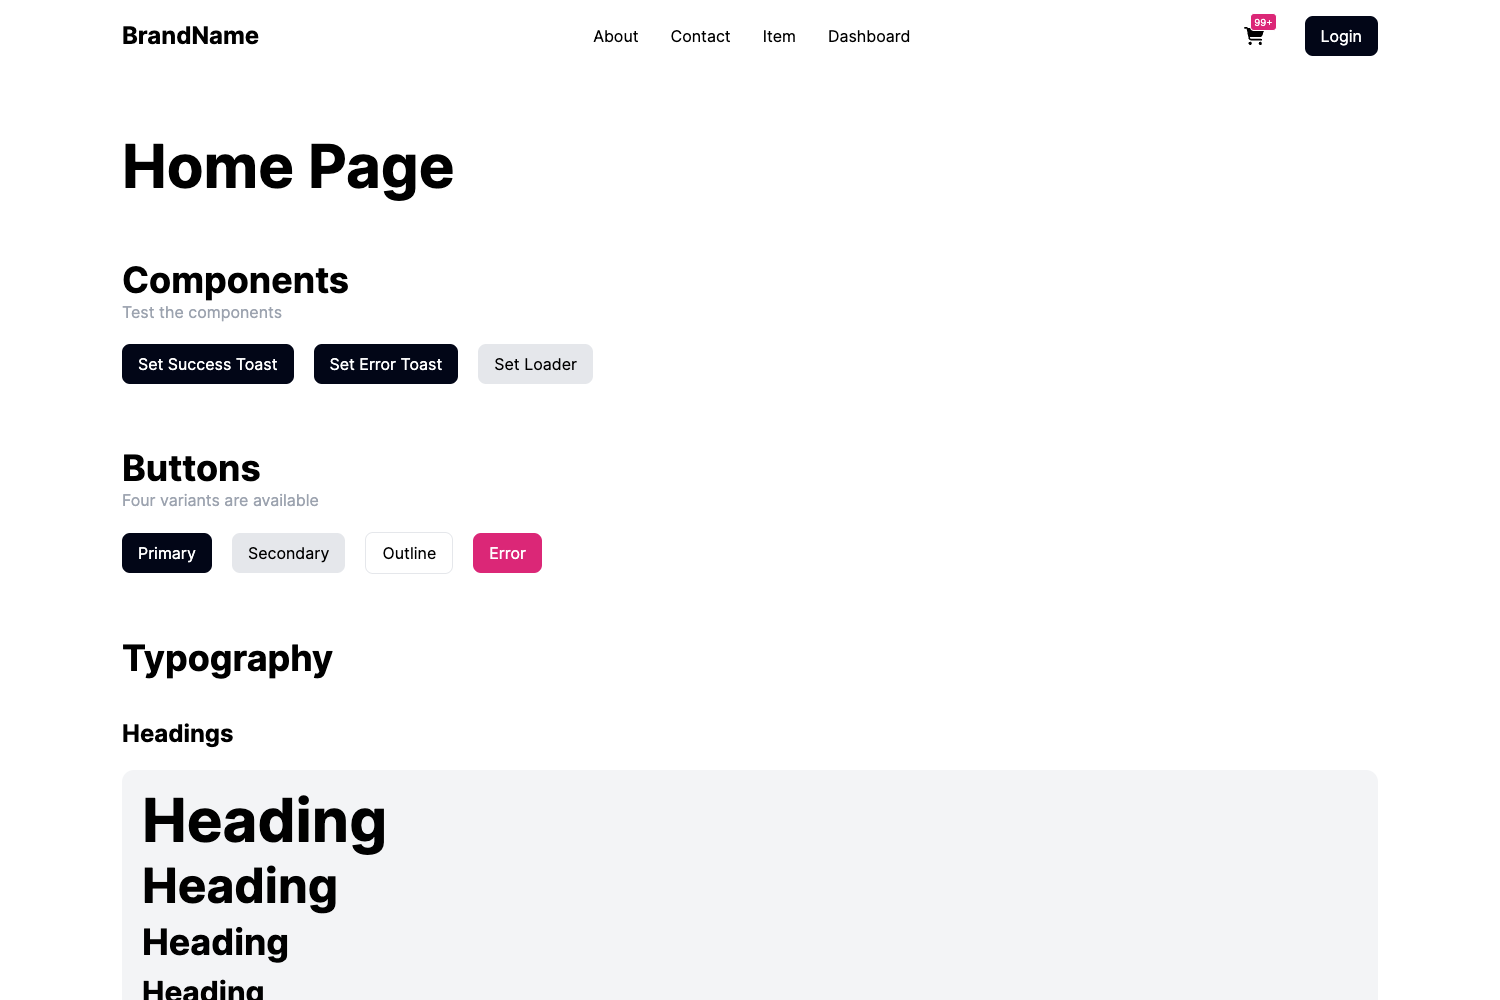 BrandName About Contact Item Dashboard 99+ Login
Home Page
Components
Test the components
Set Success Toast Set Error Toast Set Loader
Buttons
Four variants are available
Primary Secondary Outline Error
Typography
Headings
Heading
Heading
Heading
Heading